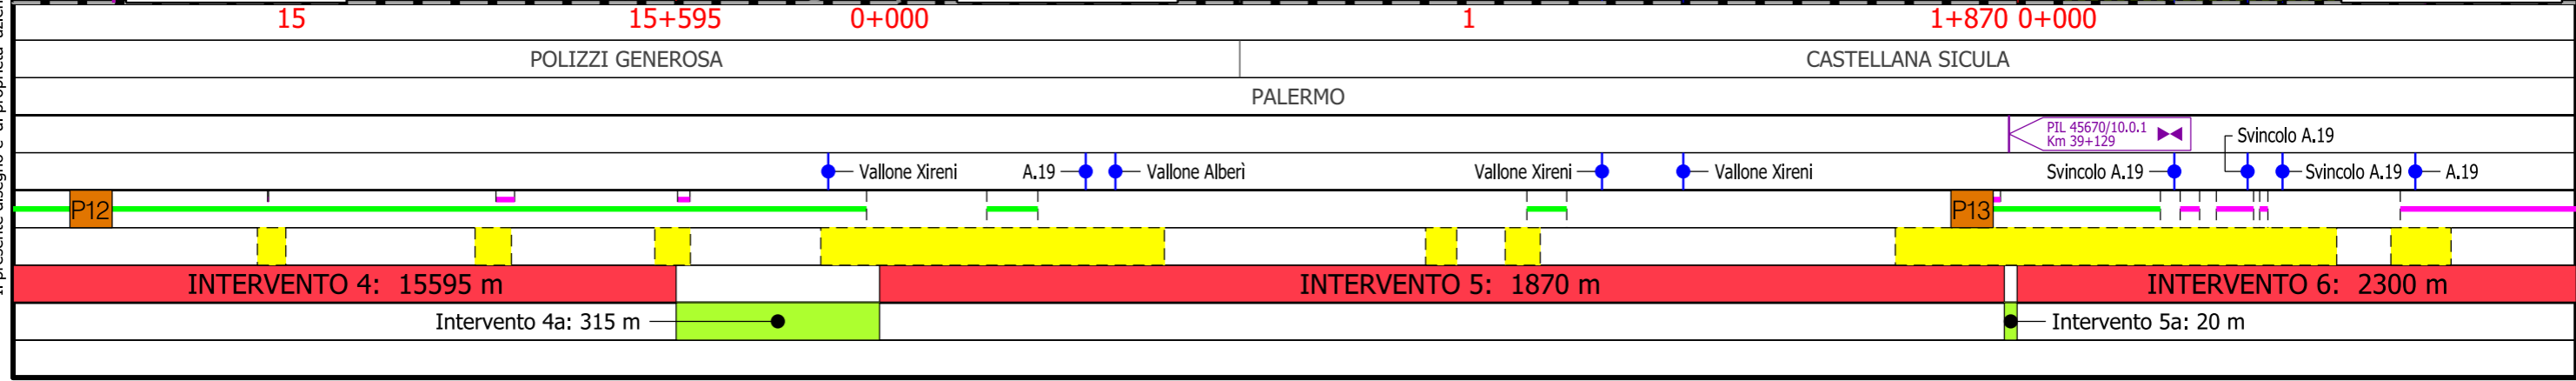 15 15+595 0+000 1 1+870 0+000
POLIZZI GENEROSA CASTELLANA SICULA
PALERMO
PIL 45670/10.0.1
Km 39+129
Svincolo A.19
Vallone Xireni A.19 Vallone Alberì Vallone Xireni Vallone Xireni Svincolo A.19 Svincolo A.19 A.19
P12 P13
INTERVENTO 4: 15595 m INTERVENTO 5: 1870 m INTERVENTO 6: 2300 m
Intervento 4a: 315 m Intervento 5a: 20 m